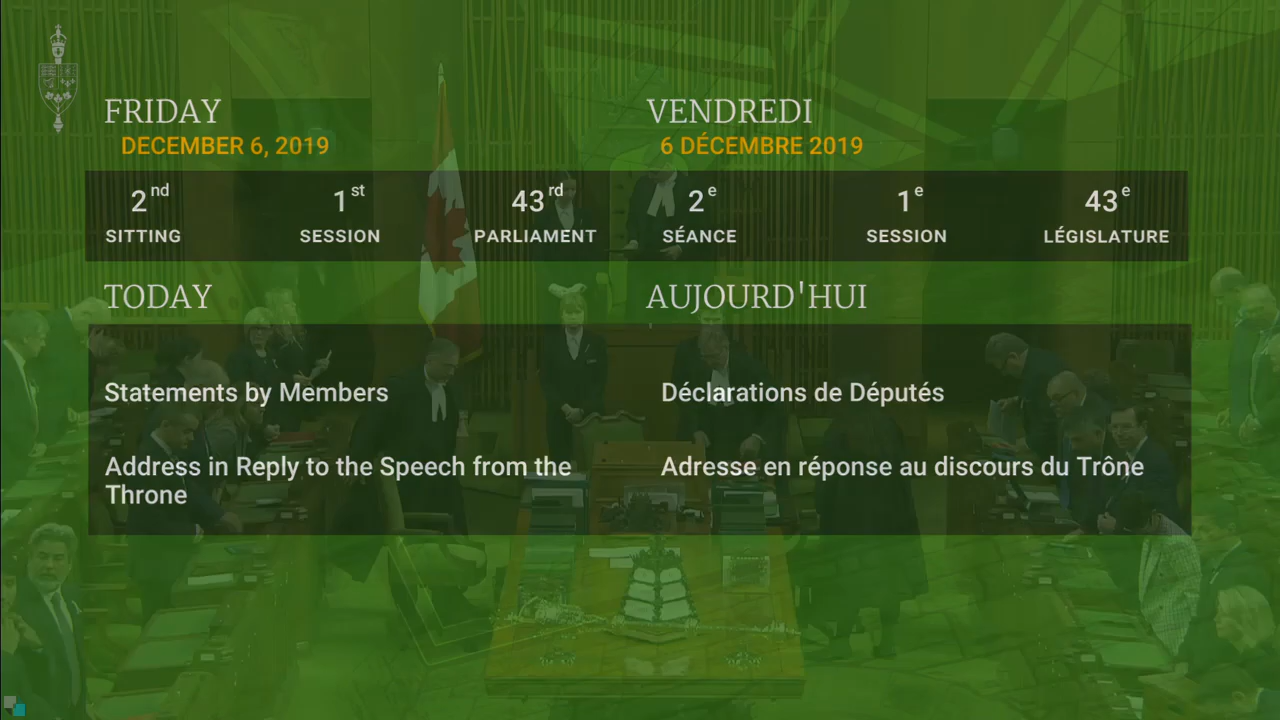 FRIDAY
DECEMBER 6, 2019
2nd 1st 43rd
SITTING SESSION PARLIAMENT
TODAY
Statements by Members
Address in Reply to the Speech from the
Throne
VENDREDI
6 DÉCEMBRE 2019
2e 1e 43e
SÉANCE SESSION LÉGISLATURE
AUJOURD'HUI
Déclarations de Députés
Adresse en réponse au discours du Trône